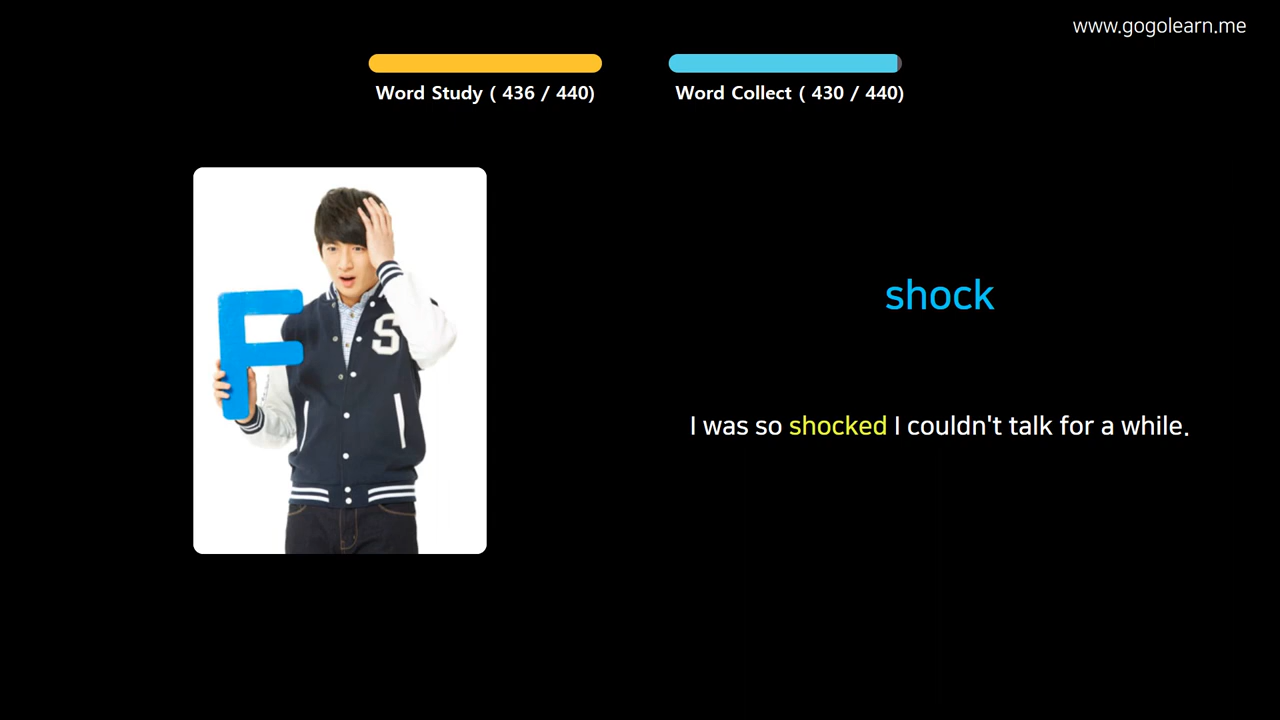 www.gogolearn.me
Word Study ( 436 / 440)
Word Collect ( 430 / 440)
F
S
shock
I was so shocked I couldn't talk for a while.